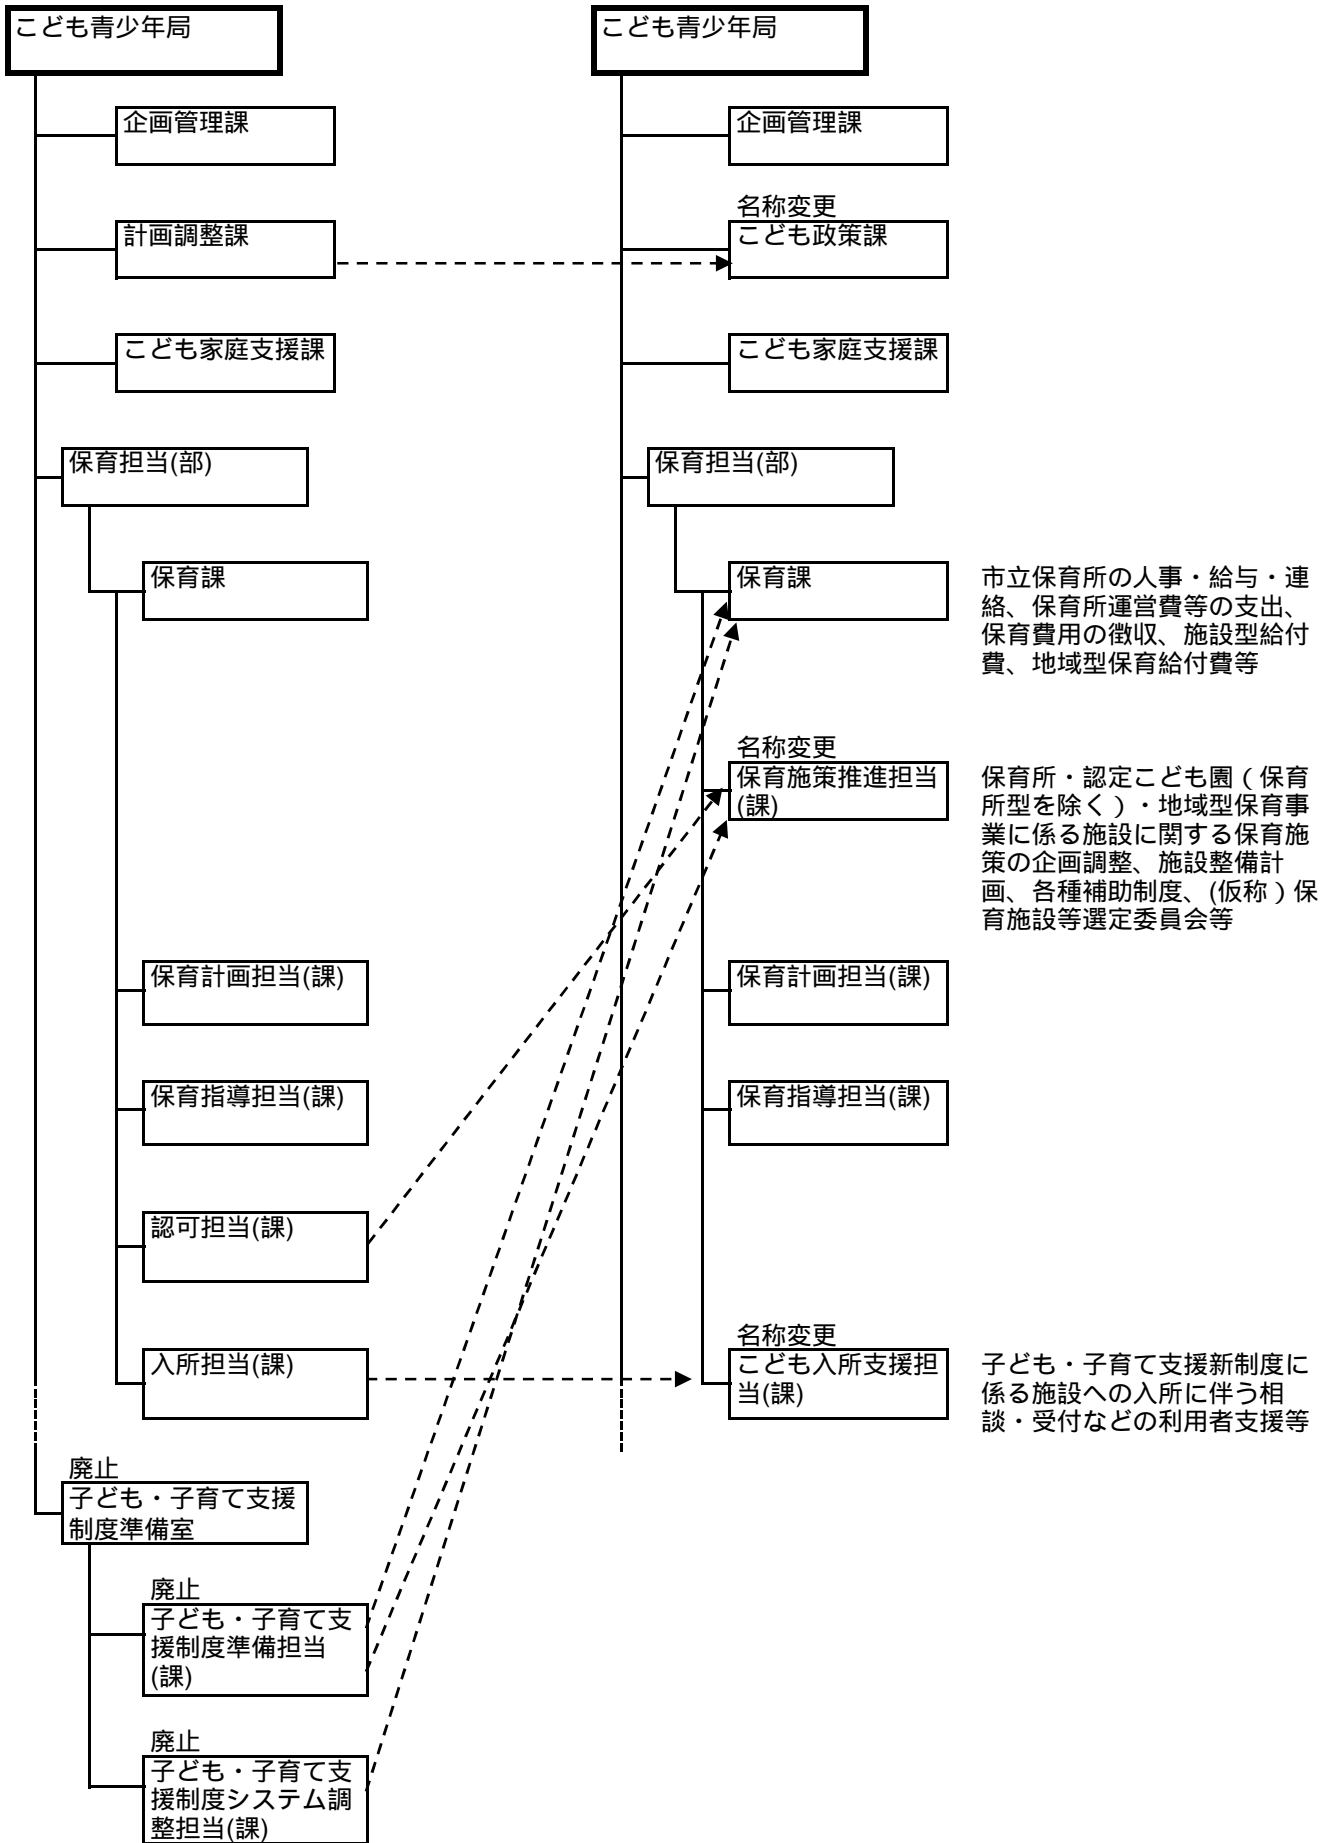 こども青少年局
企画管理課
計画調整課
こども家庭支援課
保育担当(部)
保育課
保育計画担当(課)
保育指導担当(課)
認可担当(課)
入所担当(課)
廃止
子ども・子育て支援
制度準備室
廃止
子ども・子育て支
援制度準備担当
(課)
廃止
子ども・子育て支
援制度システム調
整担当(課)
こども青少年局
企画管理課
名称変更
こども政策課
こども家庭支援課
保育担当(部)
保育課
市立保育所の人事・給与・連
絡、保育所運営費等の支出、
保育費用の徴収、施設型給付
費、地域型保育給付費等
名称変更
保育施策推進担当
(課)
保育所・認定こども園(保育
所型を除く)・地域型保育事
業に係る施設に関する保育施
策の企画調整、施設整備計
画、各種補助制度、(仮称)保
育施設等選定委員会等
保育計画担当(課)
保育指導担当(課)
名称変更
こども入所支援担
当(課)
子ども・子育て支援新制度に
係る施設への入所に伴う相
談・受付などの利用者支援等